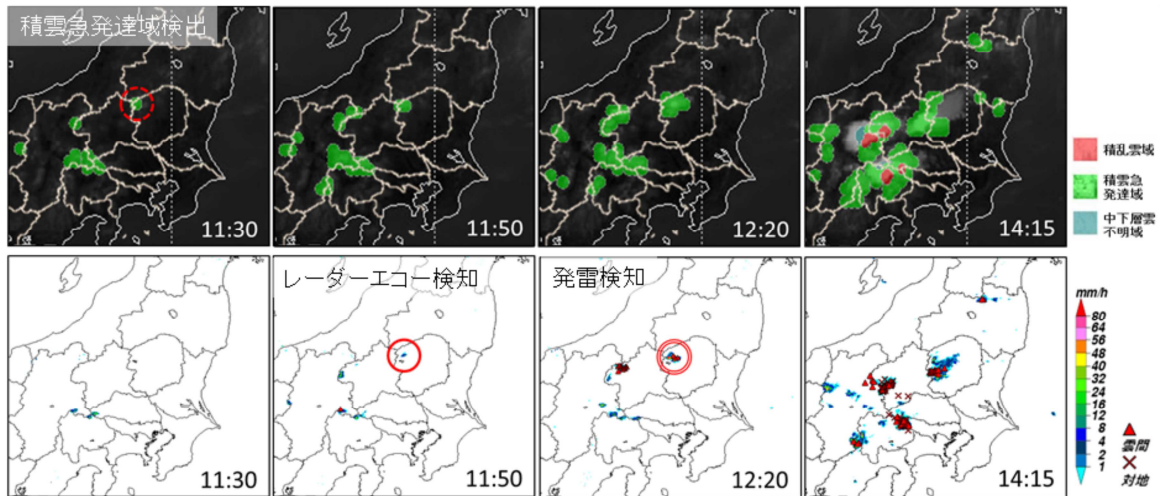 積雲急発達域検出
11:30
11:50
12:20
14:15
積乱雲域
積雲急
発達域
中下層雲
不明域
レーダーエコー検知
発雷検知
11:30
11:50
12:20
14:15
mm/h
80
64
56
48
40
32
24
16
12
8
4
2
1
雲間
対地